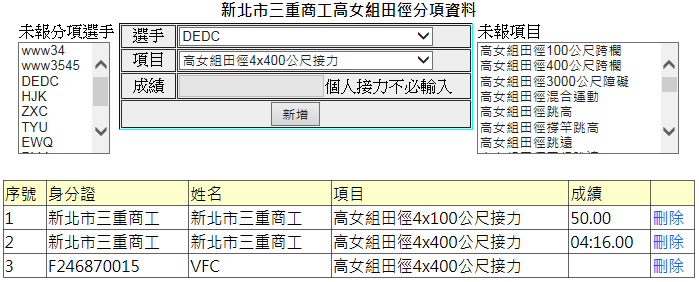 新北市三重商工高女組田徑分項資料
未報分項選手
www34
www3545
DEDC
HJK
ZXC
TYU
EWQ
選手 DEDC
項目 高女組田徑4x400公尺接力
成績 個人接力不必輸入
新增
未報項目
高女組田徑100公尺跨欄
高女組田徑400公尺跨欄
高女組田徑3000公尺障礙
高女組田徑混合運動
高女組田徑跳高
高女組田徑撐竿跳高
高女組田徑跳遠
序號 身分證 姓名 項目 成績
1 新北市三重商工 新北市三重商工 高女組田徑4x100公尺接力 50.00 刪除
2 新北市三重商工 新北市三重商工 高女組田徑4x400公尺接力 04:16.00 刪除
3 F246870015 VFC 高女組田徑4x400公尺接力 刪除